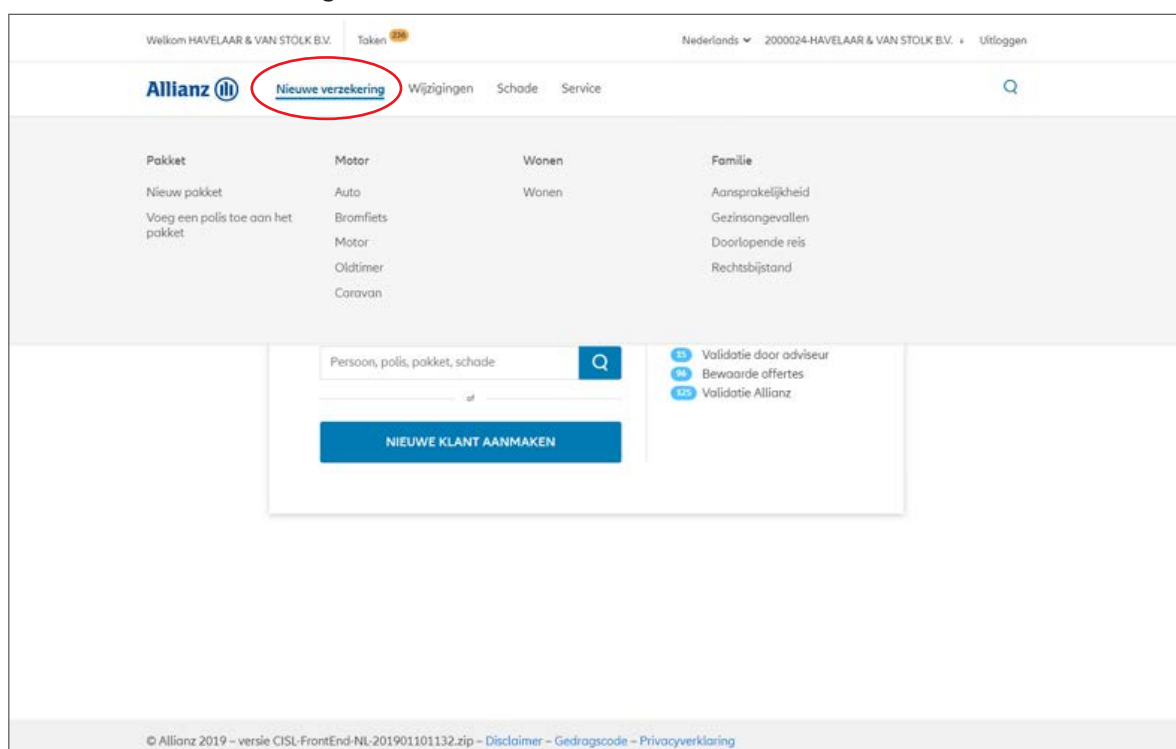 Welkom HAVELAAR & VAN STOLK B.V. Taken 236 Nederlands 2000024-HAVELAAR & VAN STOLK B.V. Uitloggen
Allianz Nieuwe verzekering Wijzigingen Schade Service
Pakket Motor Wonen Familie
Nieuw pakket Auto Wonen Aansprakelijkheid
Voeg een polis toe aan het Bromfiets Gezinsongevallen
pakket Motor Doorlopende reis
Oldtimer Rechtsbijstand
Caravan
Persoon, polis, pakket, schade 15 Validatie door adviseur
96 Bewaarde offertes
of 125 Validatie Allianz
NIEUWE KLANT AANMAKEN
© Allianz 2019 – versie CISL-FrontEnd-NL-201901101132.zip – Disclaimer – Gedragscode – Privacyverklaring